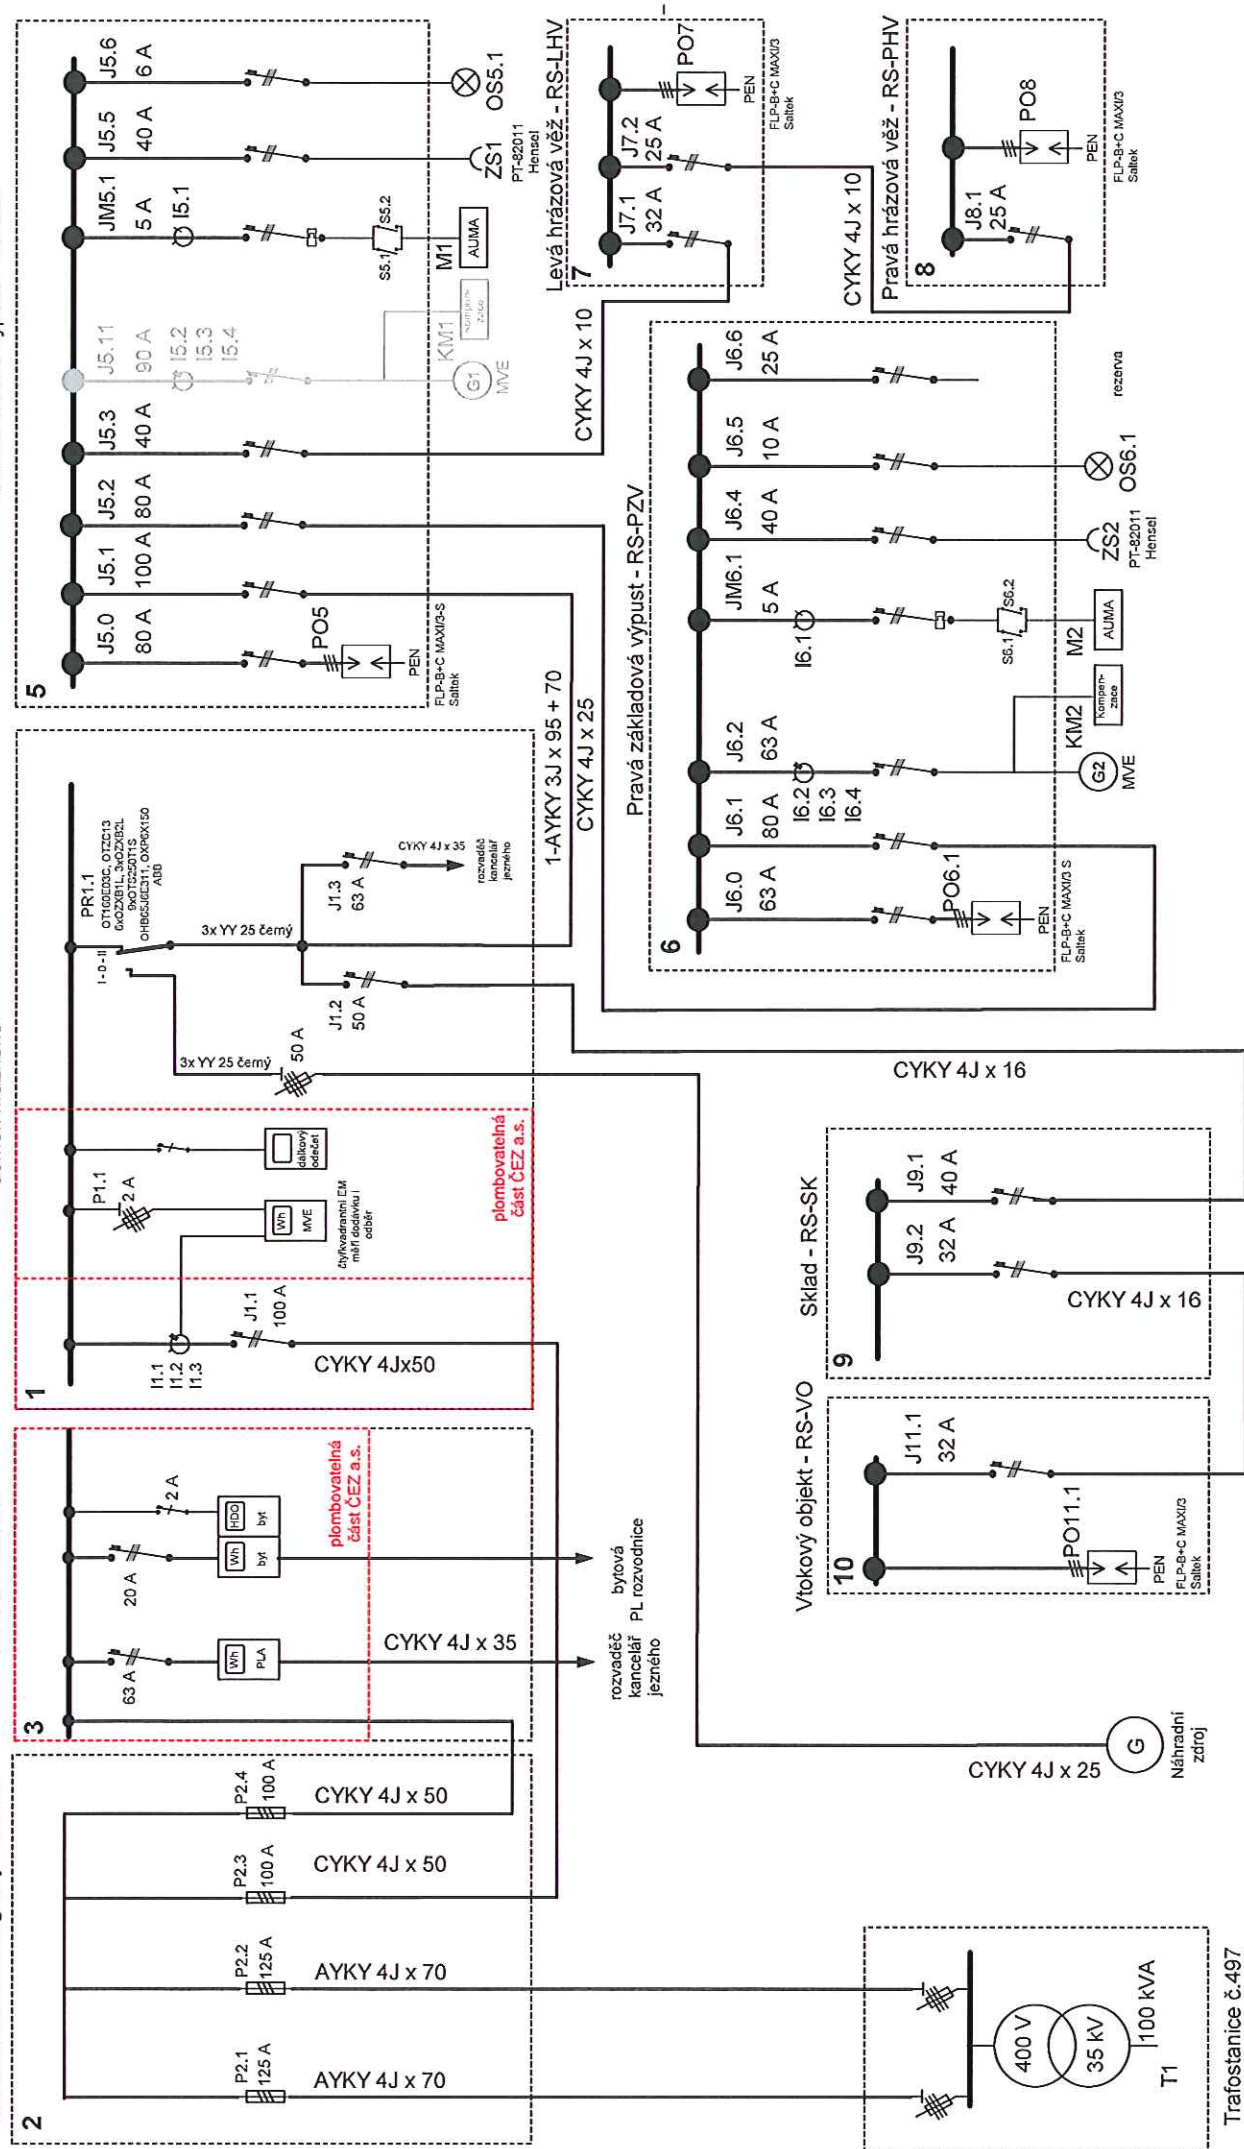 5
J5.0
80 A
PO5
PEN
FLP-B+C MAXI/3-S
Saltek
J5.1
100 A
J5.2
80 A
J5.3
40 A
J5.11
90 A
I5.2
I5.3
I5.4
G1
MVE
KM1
Kompen-
zace
JM5.1
5 A
I5.1
S5.1
S5.2
M1
AUMA
J5.5
40 A
ZS1
PT-82011
Hensel
J5.6
6 A
OS5.1
Levá hrázová věž - RS-LHV
7
J7.1
32 A
J7.2
25 A
PO7
PEN
FLP-B+C MAXI/3
Saltek
CYKY 4J x 10
CYKY 4J x 10
Pravá hrázová věž - RS-PHV
8
J8.1
25 A
PO8
PEN
FLP-B+C MAXI/3
Saltek
1
I1.1
I1.2
I1.3
J1.1
100 A
CYKY 4Jx50
P1.1
2 A
Wh
MVE
čtyřkvadrantní EM
měří dodávku i
odběr
dálkový
odečet
plombovatelná
část ČEZ a.s.
PR1.1
OT160E03C, OTZC13
6xOZXB1L, 3xOZXB2L
9xOTS250T1S
OHB65J6E311, OXP6X150
ABB
I - 0 - II
3x YY 25 černý
50 A
3x YY 25 černý
J1.2
50 A
J1.3
63 A
CYKY 4J x 35
rozvaděč
kancelář
jezného
1-AYKY 3J x 95 + 70
CYKY 4J x 25
Pravá základová výpust - RS-PZV
6
J6.0
63 A
PO6.1
PEN
FLP-B+C MAXI/3 S
Saltek
J6.1
80 A
J6.2
63 A
I6.2
I6.3
I6.4
G2
MVE
KM2
Kompen-
zace
JM6.1
5 A
I6.1
S6.1
S6.2
M2
AUMA
J6.4
40 A
ZS2
PT-82011
Hensel
J6.5
10 A
OS6.1
J6.6
25 A
rezerva
3
63 A
Wh
PLA
20 A
Wh
byt
2 A
HDO
byt
plombovatelná
část ČEZ a.s.
CYKY 4J x 35
rozvaděč
kancelář
jezného
bytová
PL rozvodnice
CYKY 4J x 16
Sklad - RS-SK
9
J9.2
32 A
J9.1
40 A
CYKY 4J x 16
Vtokový objekt - RS-VO
10
J11.1
32 A
PO11.1
PEN
FLP-B+C MAXI/3
Saltek
2
P2.1
125 A
AYKY 4J x 70
P2.2
125 A
AYKY 4J x 70
P2.3
100 A
CYKY 4J x 50
P2.4
100 A
CYKY 4J x 50
CYKY 4J x 25
G
Náhradní
zdroj
400 V
35 kV
100 kVA
T1
Trafostanice č.497